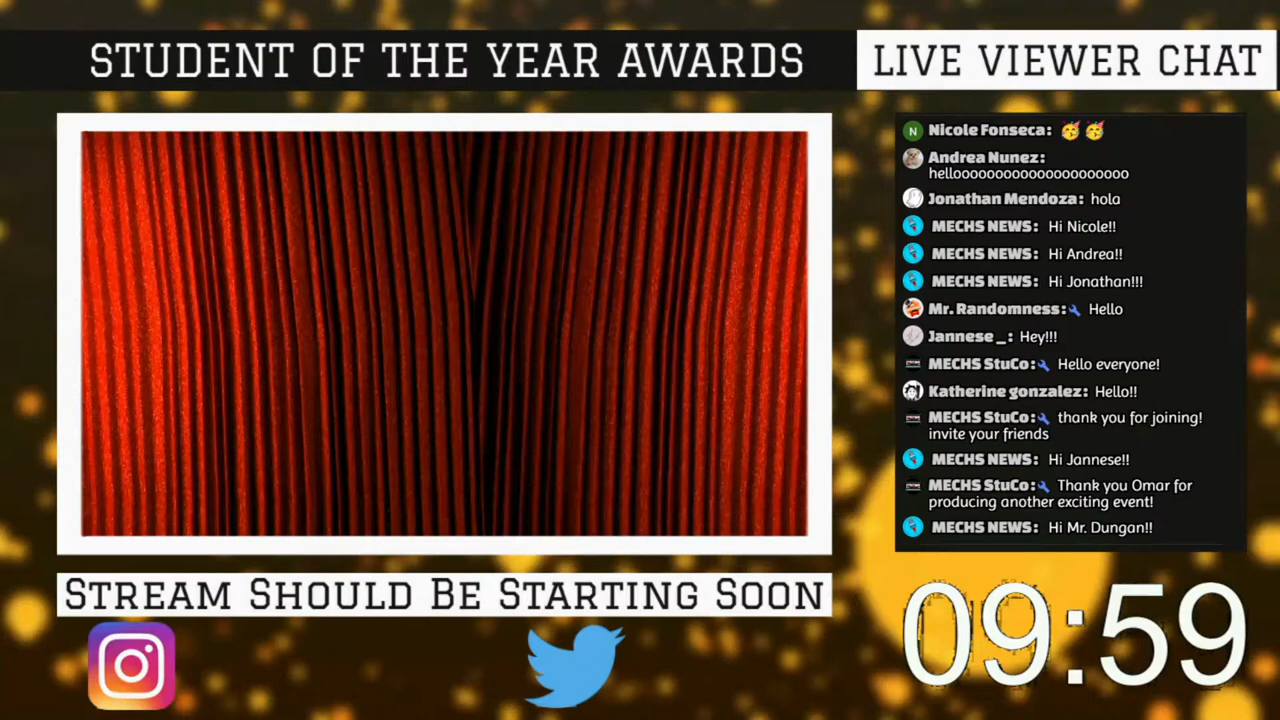 STUDENT OF THE YEAR AWARDS
LIVE VIEWER CHAT
N Nicole Fonseca: 🥳🥳
Andrea Nunez:
helloooooooooooooooooooo
Jonathan Mendoza: hola
MECHS NEWS: Hi Nicole!!
MECHS NEWS: Hi Andrea!!
MECHS NEWS: Hi Jonathan!!!
Mr. Randomness: Hello
Jannese _: Hey!!!
MECHS StuCo: Hello everyone!
Katherine gonzalez: Hello!!
MECHS StuCo: thank you for joining!
invite your friends
MECHS NEWS: Hi Jannese!!
MECHS StuCo: Thank you Omar for
producing another exciting event!
MECHS NEWS: Hi Mr. Dungan!!
Stream Should Be Starting Soon
09:59